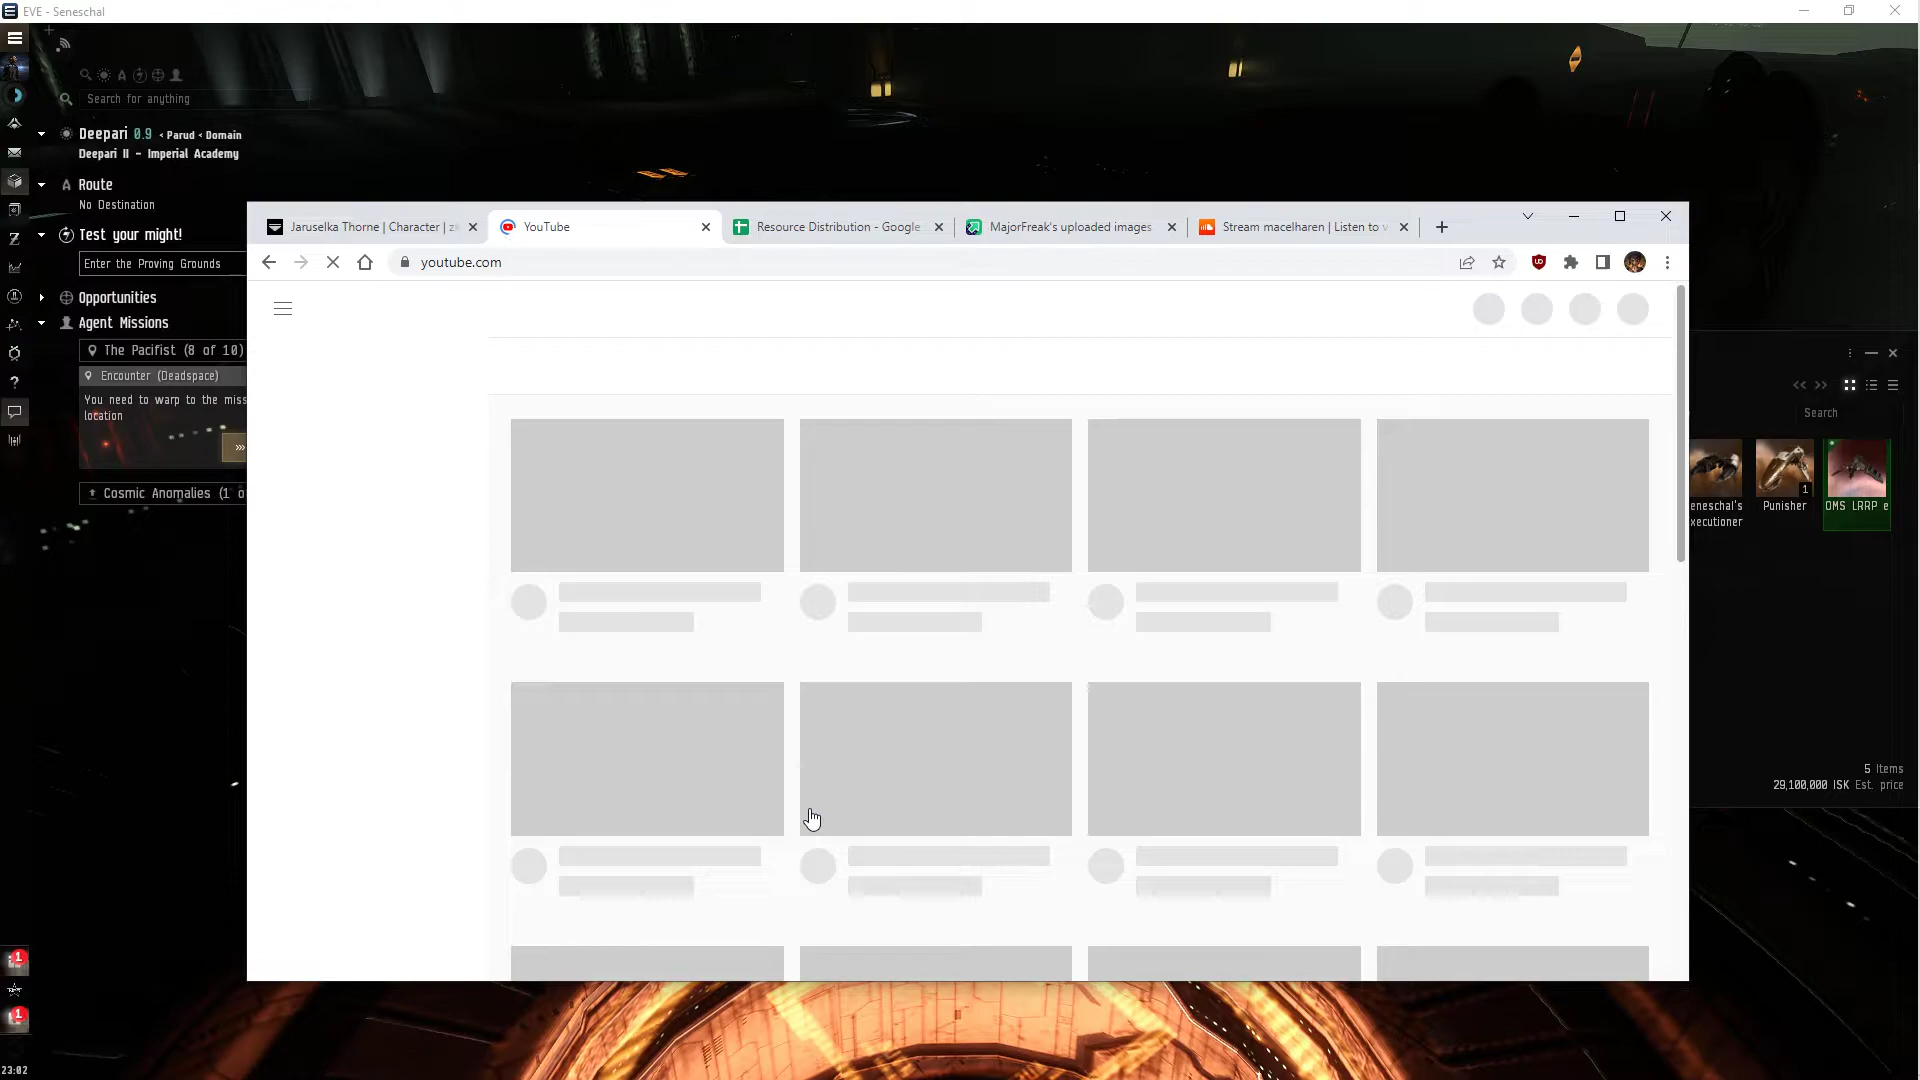 EVE - Seneschal
Search for anything
Deepari 0.9 < Parud < Domain
Deepari II - Imperial Academy
Route
No Destination
Test your might!
Enter the Proving Grounds
Opportunities
Agent Missions
The Pacifist (8 of 10)
Encounter (Deadspace)
You need to warp to the miss
location
Cosmic Anomalies (1 o
Jaruselka Thorne | Character | z
YouTube
Resource Distribution - Google
MajorFreak's uploaded images
Stream macelharen | Listen to v
youtube.com
Search
eneschal's
xecutioner
1
Punisher
OMS LRRP e
5 Items
29,100,000 ISK Est. price
1
1
23:02